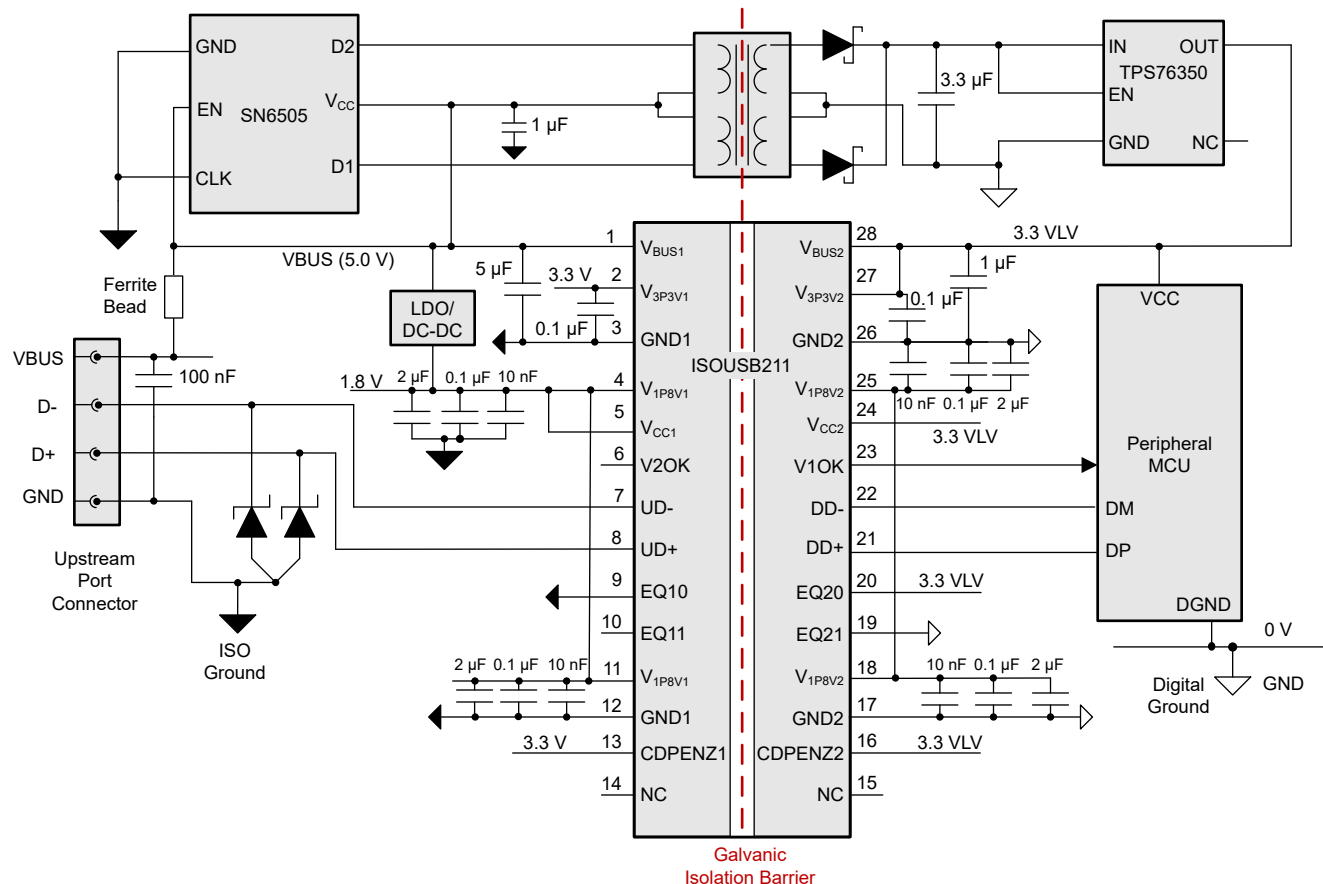 GND
D2
EN
SN6505
VCC
CLK
D1
1 µF
3.3 µF
IN
OUT
TPS76350
EN
GND
NC
VBUS (5.0 V)
Ferrite
Bead
LDO/
DC-DC
5 µF
3.3 V
0.1 µF
1.8 V
2 µF
0.1 µF
10 nF
VBUS
D-
D+
GND
100 nF
Upstream
Port
Connector
ISO
Ground
ISOUSB211
1
VBUS1
2
V3P3V1
3
GND1
4
V1P8V1
5
VCC1
6
V2OK
7
UD-
8
UD+
9
EQ10
10
EQ11
11
V1P8V1
12
GND1
13
CDPENZ1
14
NC
2 µF
0.1 µF
10 nF
3.3 V
VBUS2
28
V3P3V2
27
GND2
26
V1P8V2
25
VCC2
24
V1OK
23
DD-
22
DD+
21
EQ20
20
EQ21
19
V1P8V2
18
GND2
17
CDPENZ2
16
NC
15
3.3 VLV
1 µF
0.1 µF
10 nF
0.1 µF
2 µF
3.3 VLV
3.3 VLV
10 nF
0.1 µF
2 µF
3.3 VLV
VCC
Peripheral
MCU
DM
DP
DGND
0 V
Digital
Ground
GND
Galvanic
Isolation Barrier